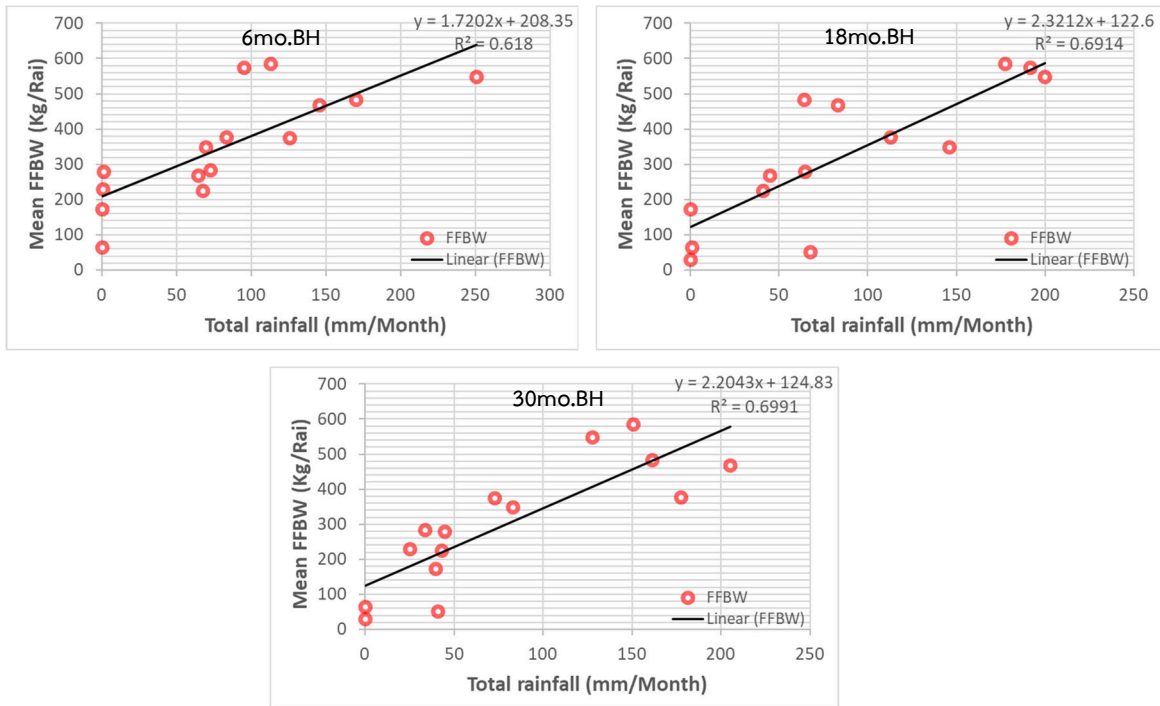 6mo.BH
y = 1.7202x + 208.35
R² = 0.618
Mean FFBW (Kg/Rai)
700
600
500
400
300
200
100
0
FFBW
Linear (FFBW)
0 50 100 150 200 250 300
Total rainfall (mm/Month)
18mo.BH
y = 2.3212x + 122.6
R² = 0.6914
Mean FFBW (Kg/Rai)
700
600
500
400
300
200
100
0
FFBW
Linear (FFBW)
0 50 100 150 200 250
Total rainfall (mm/Month)
30mo.BH
y = 2.2043x + 124.83
R² = 0.6991
Mean FFBW (Kg/Rai)
700
600
500
400
300
200
100
0
FFBW
Linear (FFBW)
0 50 100 150 200 250
Total rainfall (mm/Month)